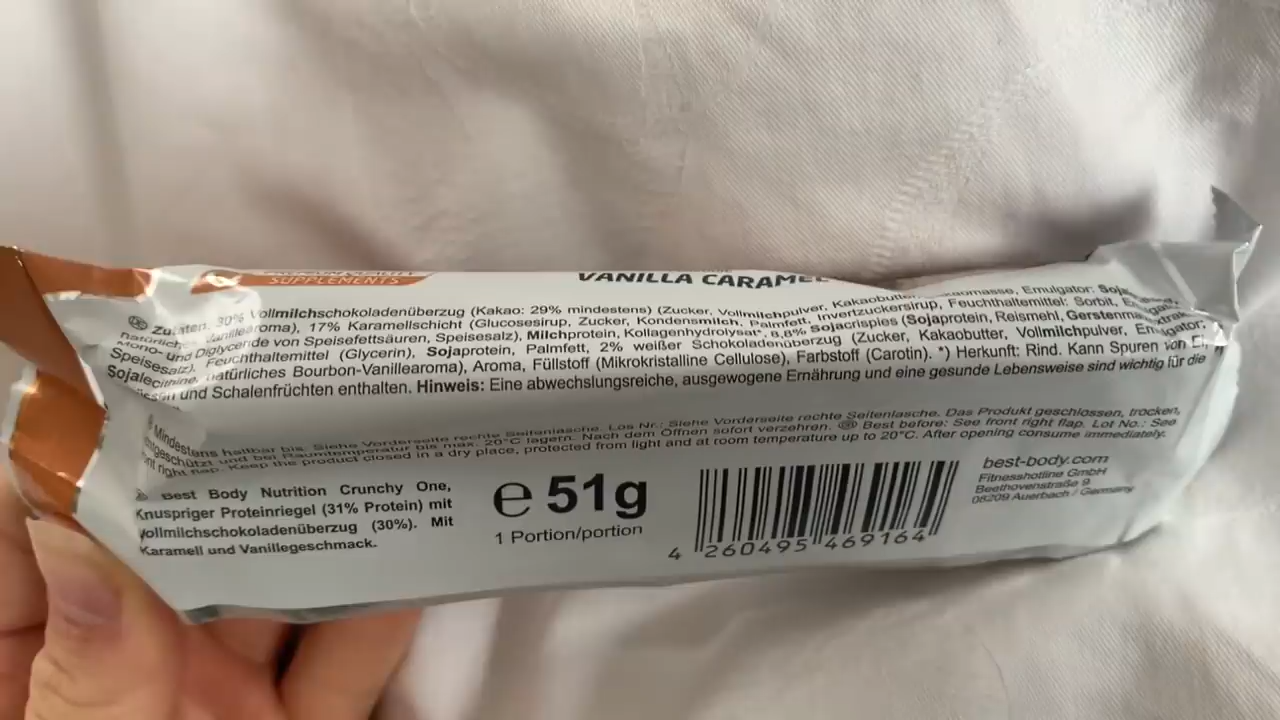 SUPPLEMENTS
VANILLA CARAMEL
Zutaten: 30% Vollmilchschokoladenüberzug (Kakao: 29% mindestens) (Zucker, Vollmilchpulver, Kakaobutter, Emulgator:
17% Karamellschicht (Glucosesirup, Zucker, Kondensmilch, Palmfett, Invertzuckersirup, Feuchthaltemittel: Sorbit,
Mono- und Diglyceride von Speisefettsäuren, Speisesalz), Milchprotein, Kollagenhydrolysat*, 8,8% Sojacrispies (Sojaprotein, Reismehl,
Speisesalz), Feuchthaltemittel (Glycerin), Sojaprotein, Palmfett, 2% weißer Schokoladenüberzug (Zucker, Kakaobutter, Vollmilchpulver, Emulgator:
Sojalecithine, natürliches Bourbon-Vanillearoma), Aroma, Füllstoff (Mikrokristalline Cellulose), Farbstoff (Carotin). *) Herkunft: Rind. Kann Spuren von Ei,
und Schalenfrüchten enthalten. Hinweis: Eine abwechslungsreiche, ausgewogene Ernährung und eine gesunde Lebensweise sind wichtig für die
Mindestens haltbar bis: Siehe Vorderseite rechte Seitenlasche. Los Nr.: Siehe Vorderseite rechte Seitenlasche. Das Produkt geschlossen, trocken,
und bei Raumtemperatur bis max. 20°C lagern. Nach dem Öffnen sofort verzehren. Best before: See front right flap. Lot No.: See
right flap. Keep the product closed in a dry place, protected from light and at room temperature up to 20°C. After opening consume immediately.
Best Body Nutrition Crunchy One,
Knuspriger Proteinriegel (31% Protein) mit
Vollmilchschokoladenüberzug (30%). Mit
Karamell und Vanillegeschmack.
e 51g
1 Portion/portion
4 260495 469164
best-body.com
Fitnesshotline GmbH
Beethovenstraße 9
08209 Auerbach / Germany